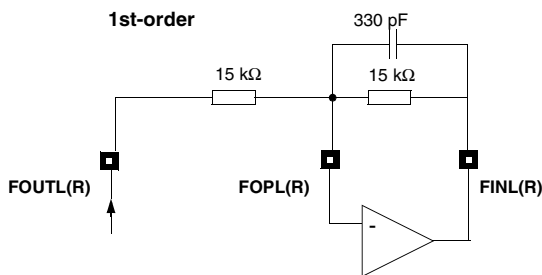 1st-order
330 pF
15 kΩ
15 kΩ
FOUTL(R)
FOPL(R)
FINL(R)
-